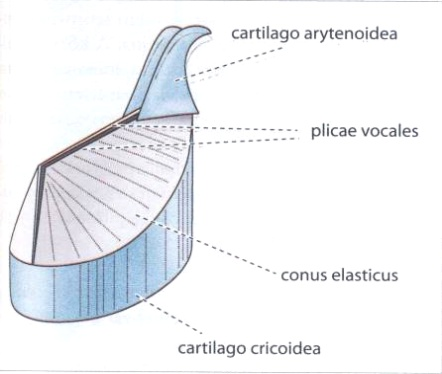 cartilago arytenoidea
plicae vocales
conus elasticus
cartilago cricoidea